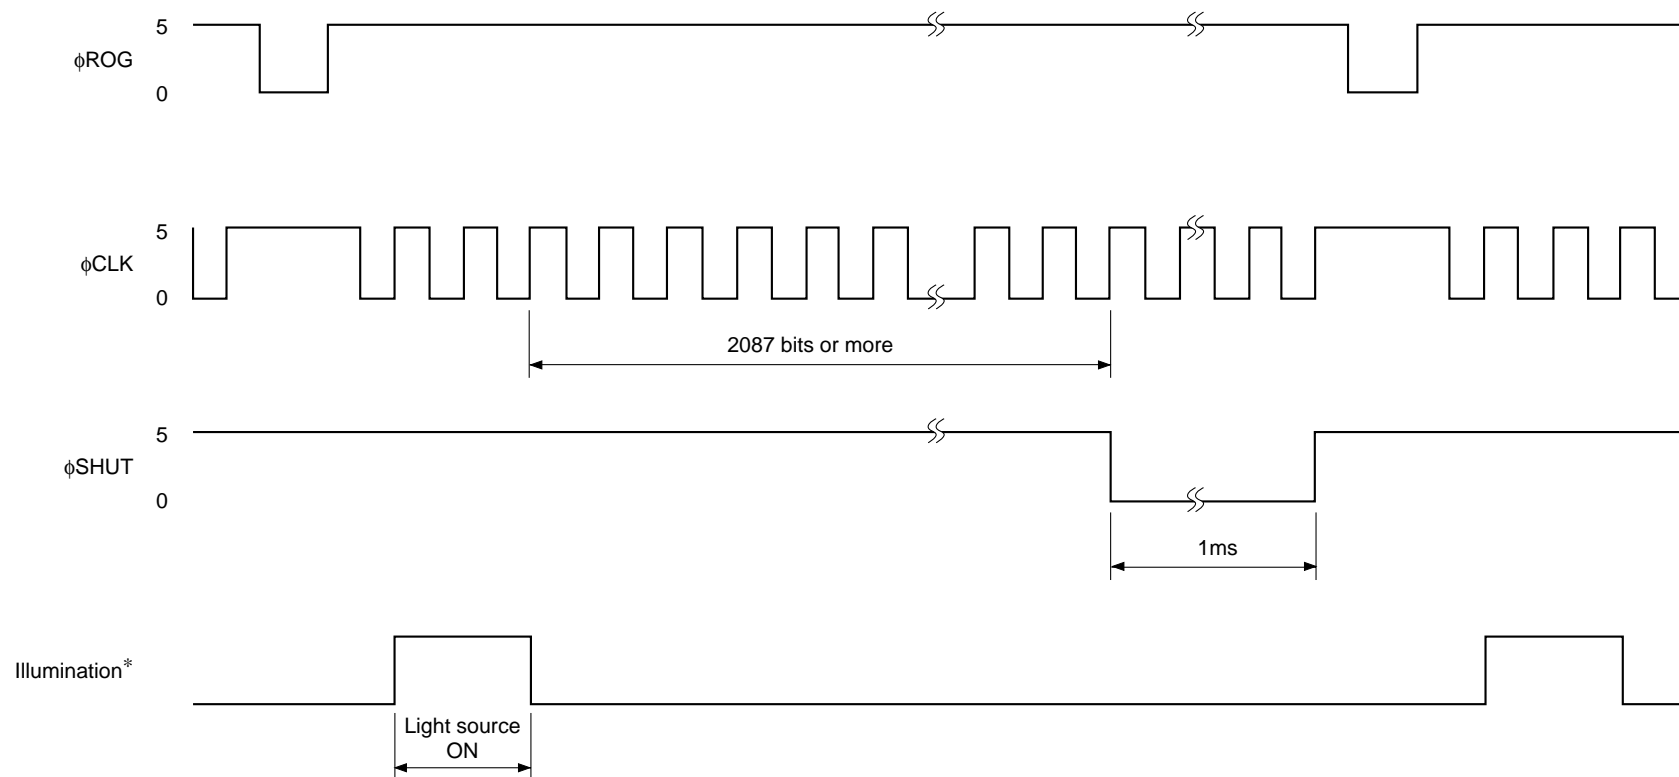 5
φROG
0
5
φCLK
0
2087 bits or more
5
φSHUT
0
1ms
Illumination*
Light source
ON